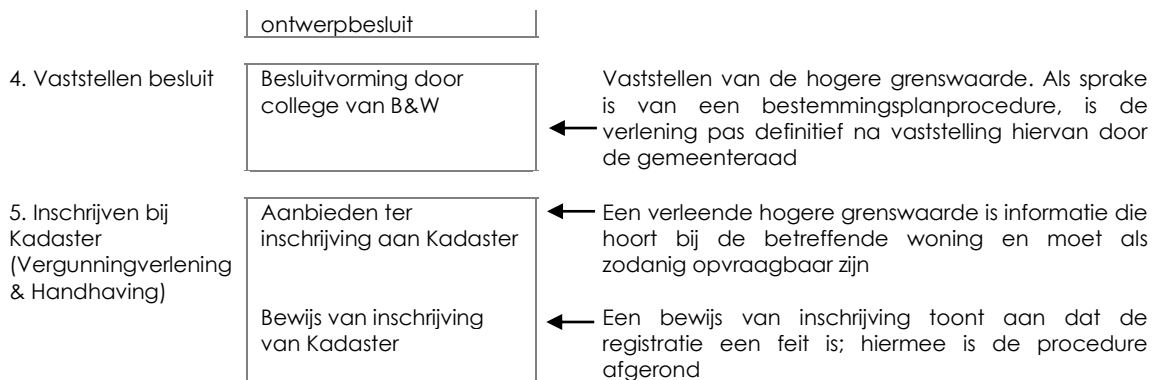 ontwerpbesluit
4. Vaststellen besluit
Besluitvorming door
college van B&W
Vaststellen van de hogere grenswaarde. Als sprake
is van een bestemmingsplanprocedure, is de
verlening pas definitief na vaststelling hiervan door
de gemeenteraad
5. Inschrijven bij
Kadaster
(Vergunningverlening
& Handhaving)
Aanbieden ter
inschrijving aan Kadaster
Een verleende hogere grenswaarde is informatie die
hoort bij de betreffende woning en moet als
zodanig opvraagbaar zijn
Bewijs van inschrijving
van Kadaster
Een bewijs van inschrijving toont aan dat de
registratie een feit is; hiermee is de procedure
afgerond